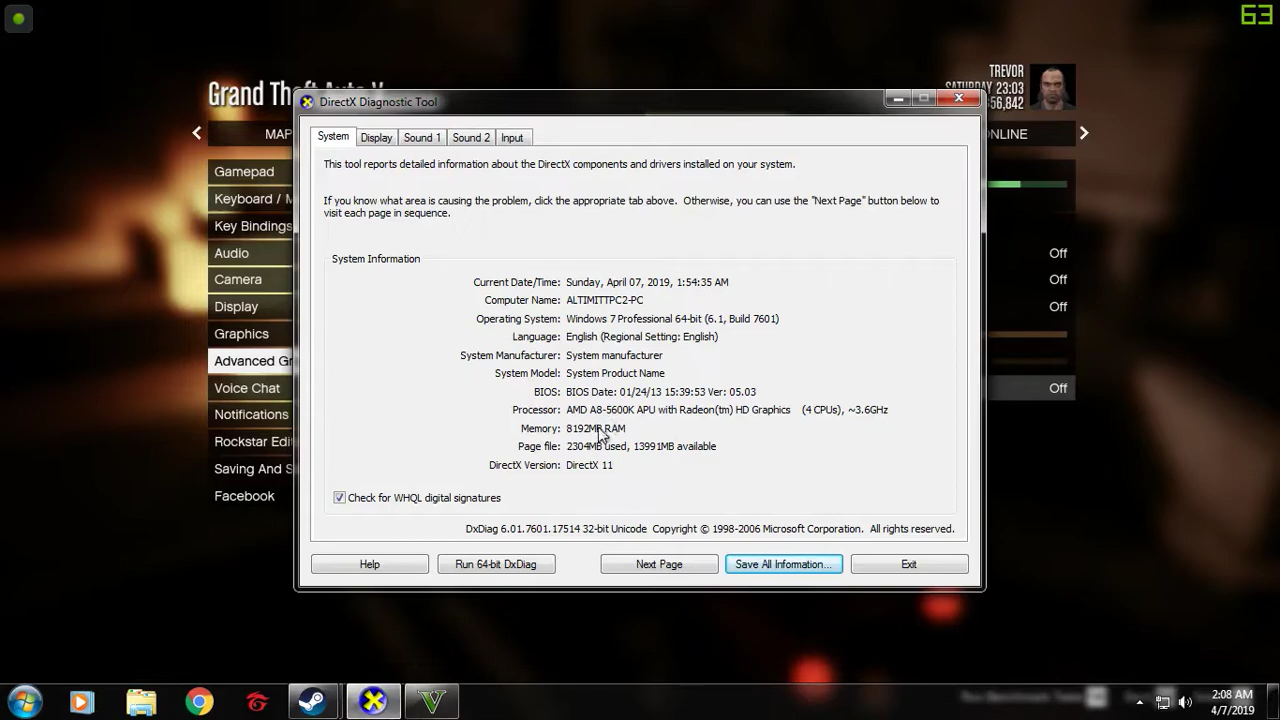 63
Grand Theft Auto V
TREVOR
SATURDAY 23:03
56,842
MAP
ONLINE
DirectX Diagnostic Tool
System
Display
Sound 1
Sound 2
Input
This tool reports detailed information about the DirectX components and drivers installed on your system.
If you know what area is causing the problem, click the appropriate tab above. Otherwise, you can use the "Next Page" button below to
visit each page in sequence.
System Information
Current Date/Time: Sunday, April 07, 2019, 1:54:35 AM
Computer Name: ALTIMITTPC2-PC
Operating System: Windows 7 Professional 64-bit (6.1, Build 7601)
Language: English (Regional Setting: English)
System Manufacturer: System manufacturer
System Model: System Product Name
BIOS: BIOS Date: 01/24/13 15:39:53 Ver: 05.03
Processor: AMD A8-5600K APU with Radeon(tm) HD Graphics (4 CPUs), ~3.6GHz
Memory: 8192MB RAM
Page file: 2304MB used, 13991MB available
DirectX Version: DirectX 11
Check for WHQL digital signatures
DxDiag 6.01.7601.17514 32-bit Unicode Copyright © 1998-2006 Microsoft Corporation. All rights reserved.
Help
Run 64-bit DxDiag
Next Page
Save All Information...
Exit
Gamepad
Keyboard / M
Key Bindings
Audio
Camera
Display
Graphics
Advanced Gr
Voice Chat
Notifications
Rockstar Edit
Saving And S
Facebook
Off
Off
Off
2:08 AM
4/7/2019